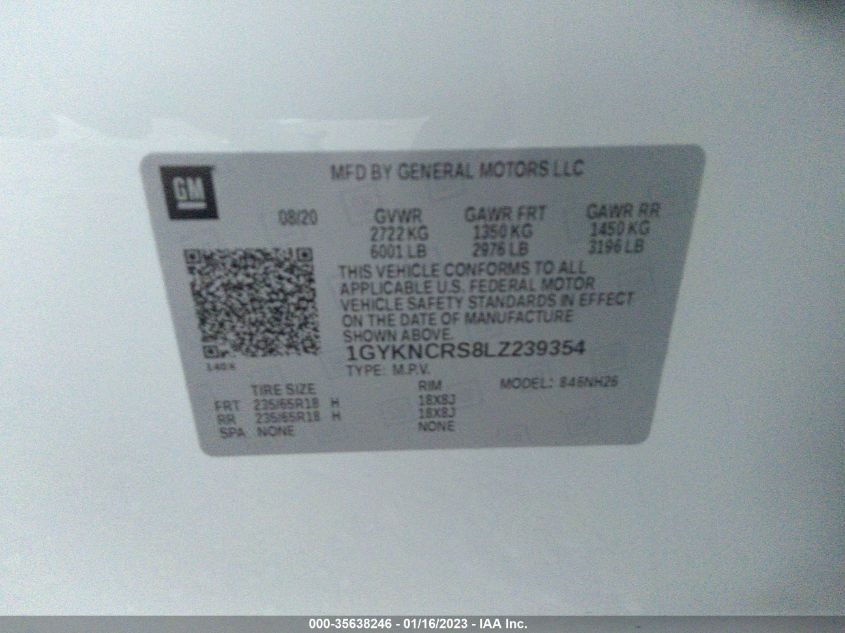 GM
MFD BY GENERAL MOTORS LLC
08/20 GVWR GAWR FRT GAWR RR
2722 KG 1350 KG 1450 KG
6001 LB 2976 LB 3196 LB
THIS VEHICLE CONFORMS TO ALL
APPLICABLE U.S. FEDERAL MOTOR
VEHICLE SAFETY STANDARDS IN EFFECT
ON THE DATE OF MANUFACTURE
SHOWN ABOVE.
1GYKNCRS8LZ239354
TYPE: M.P.V.
TIRE SIZE RIM MODEL: 846NH26
FRT 235/65R18 H 18X8J
RR 235/65R18 H 18X8J
SPA NONE NONE
000-35638246 - 01/16/2023 - IAA Inc.